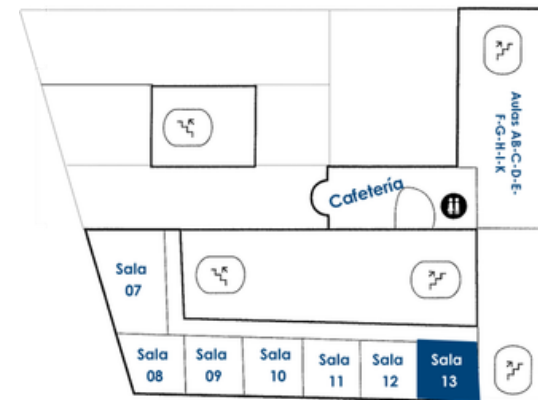 Aulas AB-C-D-E-
F-G-H-I-K
Cafetería
Sala
07
Sala
08
Sala
09
Sala
10
Sala
11
Sala
12
Sala
13